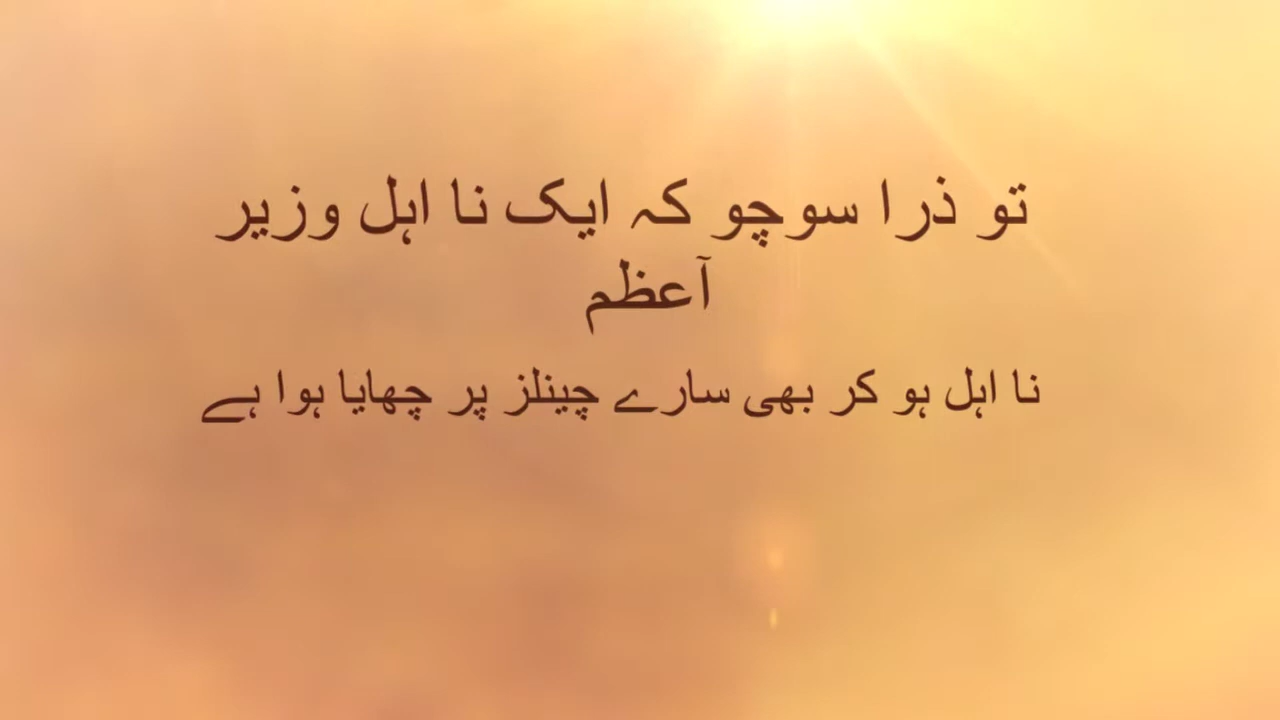 تو ذرا سوچو کہ ایک نا اہل وزیر
آعظم
نا اہل ہو کر بھی سارے چینلز پر چھایا ہوا ہے